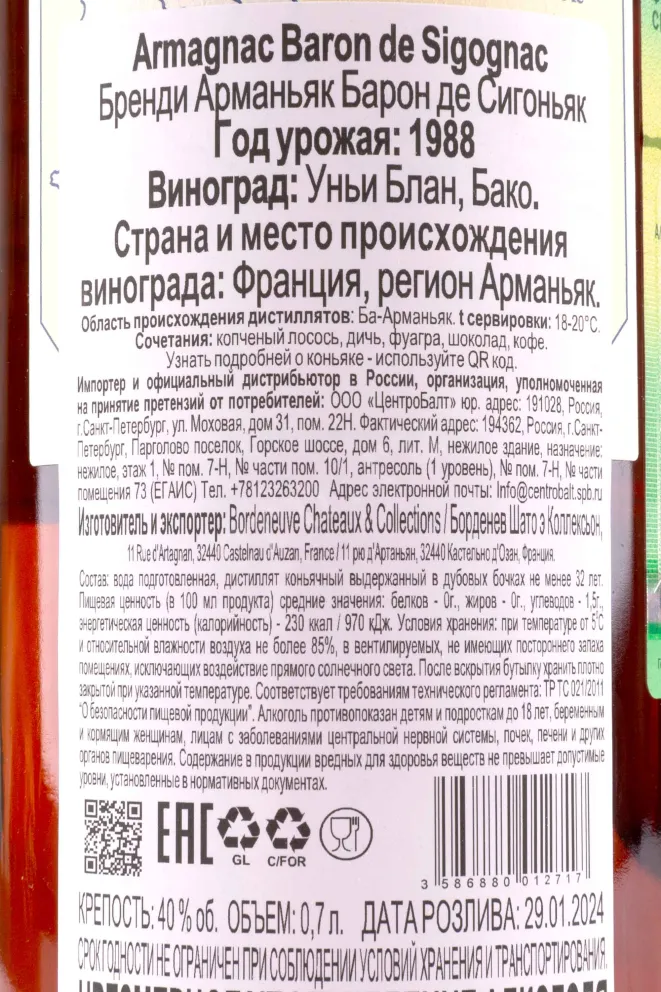 Armagnac Baron de Sigognac
Бренди Арманьяк Барон де Сигоньяк
Год урожая: 1988
Виноград: Уньи Блан, Бако.
Страна и место происхождения
винограда: Франция, регион Арманьяк.
Область происхождения дистиллятов: Ба-Арманьяк. t сервировки: 18-20°С.
Сочетания: копченый лосось, дичь, фуагра, шоколад, кофе.
Узнать подробней о коньяке - используйте QR код.
Импортер и официальный дистрибьютор в России, организация, уполномоченная
на принятие претензий от потребителей: ООО «ЦентроБалт» юр. адрес: 191028, Россия,
г.Санкт-Петербург, ул. Моховая, дом 31, пом. 22Н. Фактический адрес: 194362, Россия, г.Санкт-
Петербург, Парголово поселок, Горское шоссе, дом 6, лит. М, нежилое здание, назначение:
нежилое, этаж 1, № пом. 7-Н, № части пом. 10/1, антресоль (1 уровень), № пом. 7-Н, № части
помещения 73 (ЕГАИС) Тел. +78123263200 Адрес электронной почты: Info@centrobalt.spb.ru
Изготовитель и экспортер: Bordeneuve Chateaux & Collections / Борденев Шато э Коллексьон,
11 Rue d'Artagnan, 32440 Castelnau d'Auzan, France / 11 рю д'Артаньян, 32440 Кастельно д'Озан, Франция.
Состав: вода подготовленная, дистиллят коньячный выдержанный в дубовых бочках не менее 32 лет.
Пищевая ценность (в 100 мл продукта) средние значения: белков - 0г., жиров - 0г., углеводов - 1,5г.,
энергетическая ценность (калорийность) - 230 ккал / 970 кДж. Условия хранения: при температуре от 5°С
и относительной влажности воздуха не более 85%, в вентилируемых, не имеющих постороннего запаха
помещениях, исключающих воздействие прямого солнечного света. После вскрытия бутылку хранить плотно
закрытой при указанной температуре. Соответствует требованиям технического регламента: ТР ТС 021/2011
"О безопасности пищевой продукции". Алкоголь противопоказан детям и подросткам до 18 лет, беременным
и кормящим женщинам, лицам с заболеваниями центральной нервной системы, почек, печени и других
органов пищеварения. Содержание в продукции вредных для здоровья веществ не превышает допустимые
уровни, установленные в нормативных документах.
EAC
GL
C/FOR
3 586880 012717
КРЕПОСТЬ: 40 % об. ОБЪЕМ: 0,7 л. ДАТА РОЗЛИВА: 29.01.2024
СРОК ГОДНОСТИ НЕ ОГРАНИЧЕН ПРИ СОБЛЮДЕНИИ УСЛОВИЙ ХРАНЕНИЯ И ТРАНСПОРТИРОВАНИЯ.